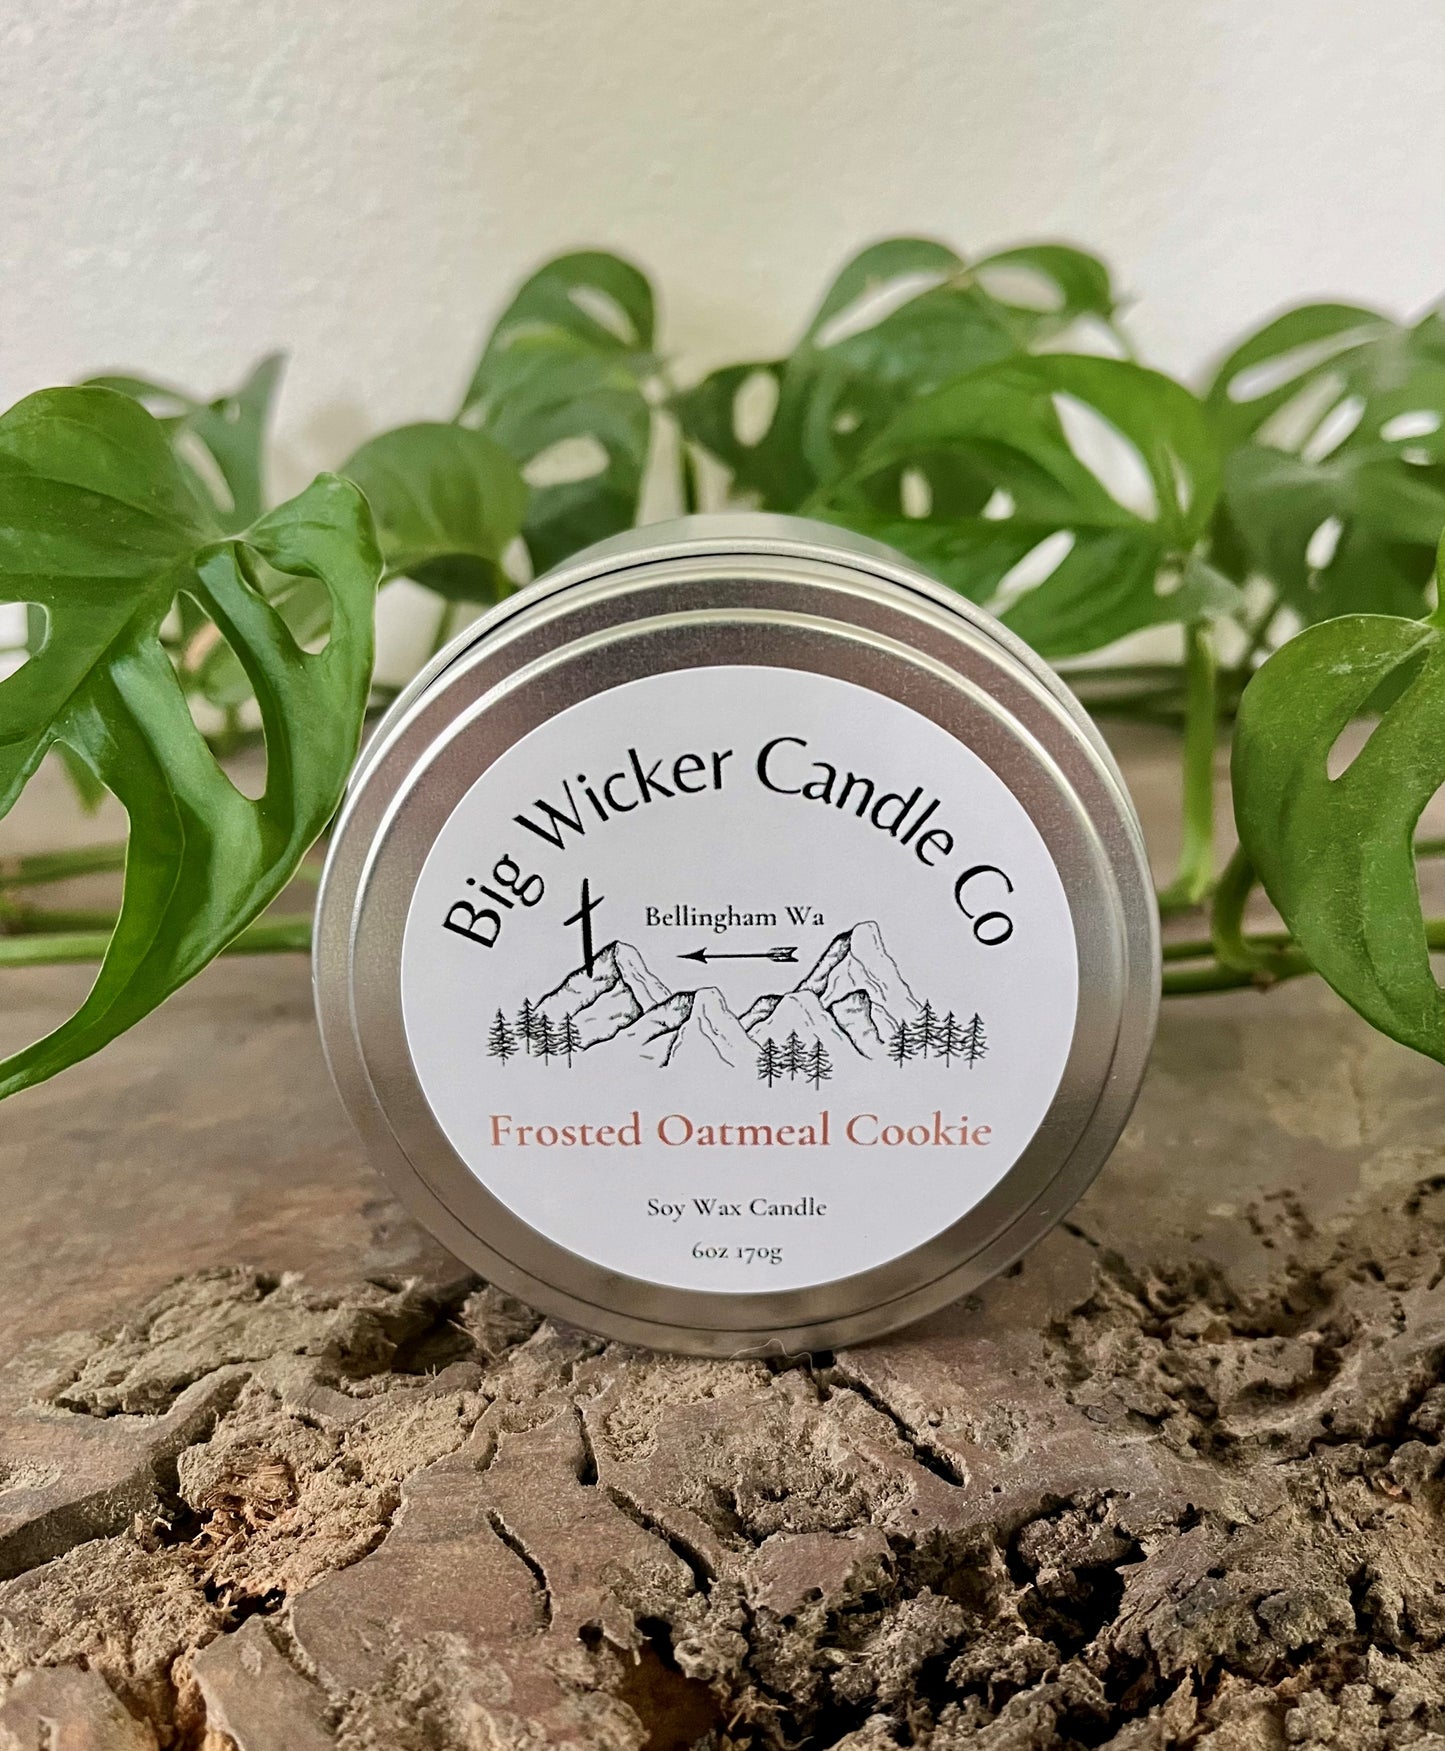 Big Wicker Candle Co
Bellingham Wa
Frosted Oatmeal Cookie
Soy Wax Candle
6oz 170g